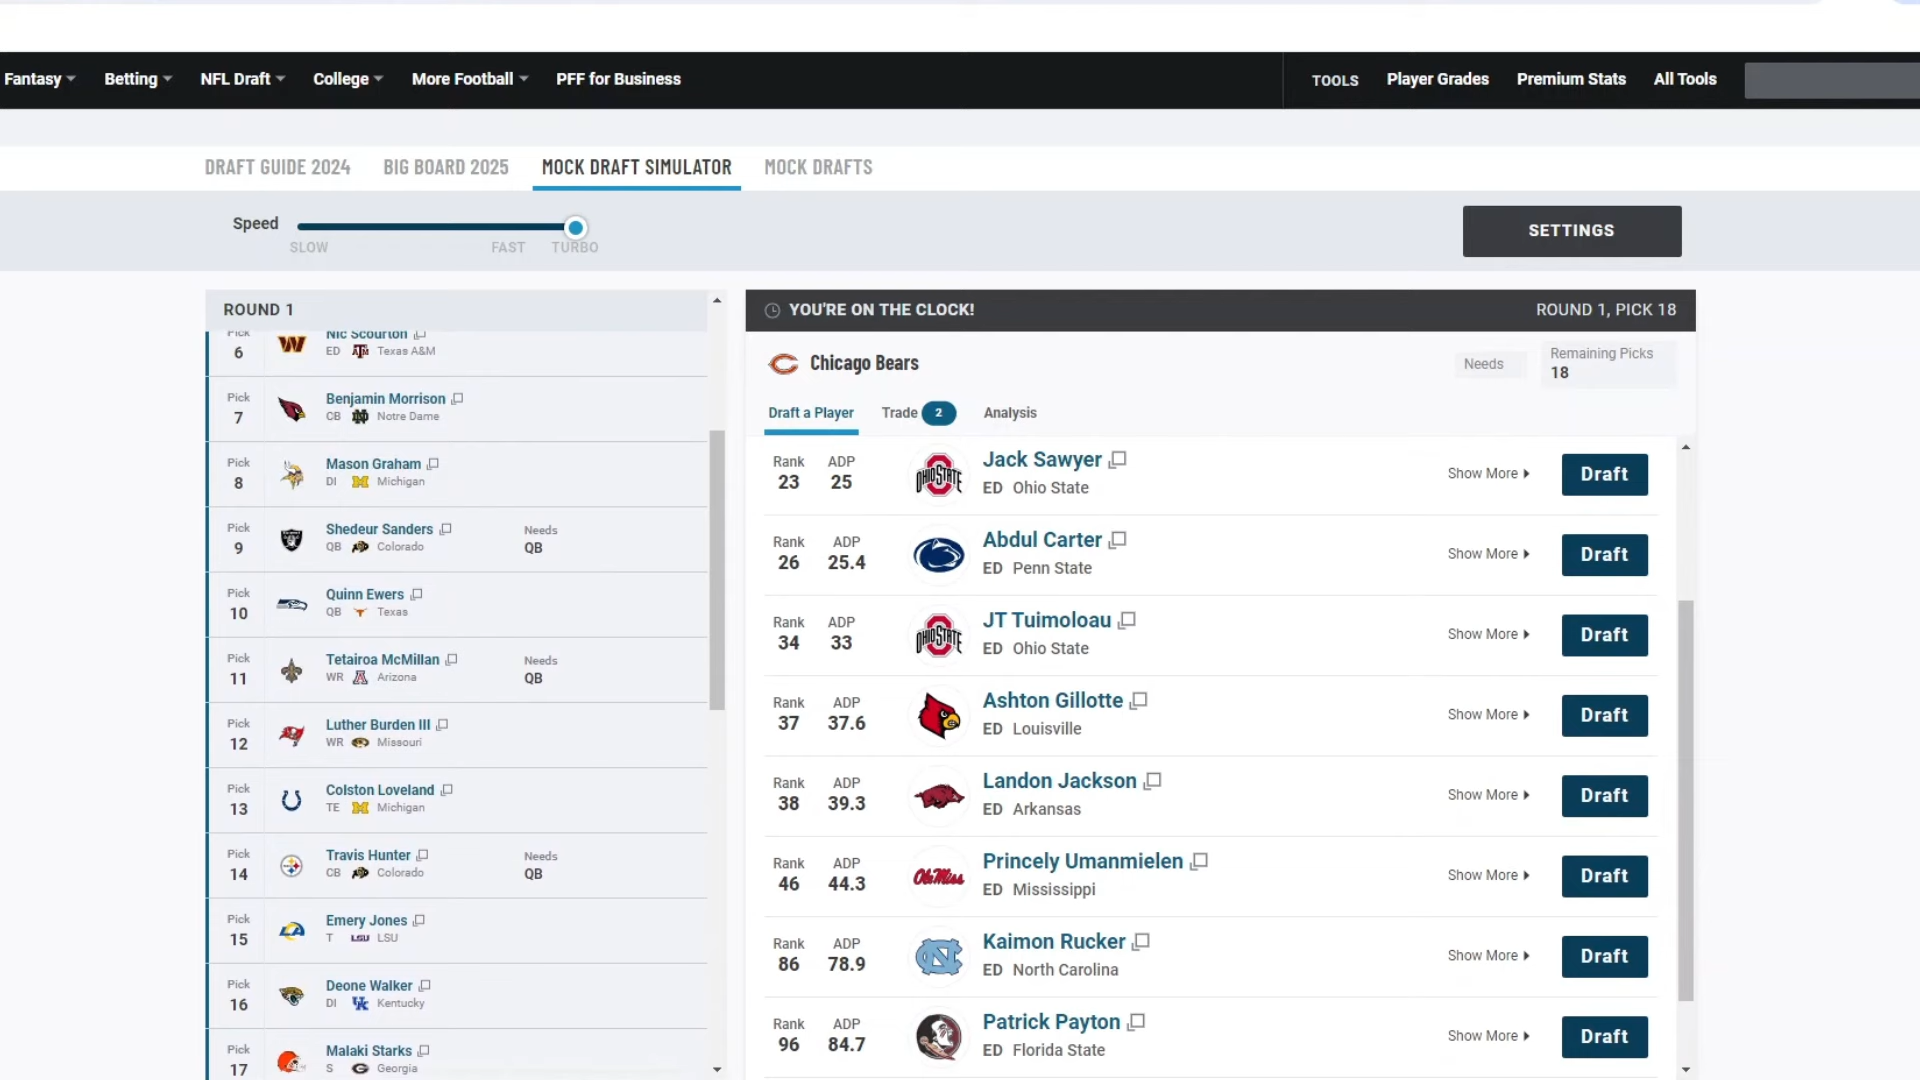 Fantasy Betting NFL Draft College More Football PFF for Business TOOLS Player Grades Premium Stats All Tools
DRAFT GUIDE 2024 BIG BOARD 2025 MOCK DRAFT SIMULATOR MOCK DRAFTS
Speed
SLOW FAST TURBO
SETTINGS
ROUND 1
Pick
6
Nic Scourton
ED Texas A&M
Pick
7
Benjamin Morrison
CB Notre Dame
Pick
8
Mason Graham
DI Michigan
Pick
9
Shedeur Sanders
QB Colorado
Needs
QB
Pick
10
Quinn Ewers
QB Texas
Pick
11
Tetairoa McMillan
WR Arizona
Needs
QB
Pick
12
Luther Burden III
WR Missouri
Pick
13
Colston Loveland
TE Michigan
Pick
14
Travis Hunter
CB Colorado
Needs
QB
Pick
15
Emery Jones
T LSU LSU
Pick
16
Deone Walker
DI Kentucky
Pick
17
Malaki Starks
S Georgia
YOU'RE ON THE CLOCK! ROUND 1, PICK 18
Chicago Bears
Needs
Remaining Picks
18
Draft a Player Trade 2 Analysis
Rank ADP
23 25
OHIO STATE
Jack Sawyer
ED Ohio State
Show More
Draft
Rank ADP
26 25.4
Abdul Carter
ED Penn State
Show More
Draft
Rank ADP
34 33
OHIO STATE
JT Tuimoloau
ED Ohio State
Show More
Draft
Rank ADP
37 37.6
Ashton Gillotte
ED Louisville
Show More
Draft
Rank ADP
38 39.3
Landon Jackson
ED Arkansas
Show More
Draft
Rank ADP
46 44.3
Ole Miss
Princely Umanmielen
ED Mississippi
Show More
Draft
Rank ADP
86 78.9
Kaimon Rucker
ED North Carolina
Show More
Draft
Rank ADP
96 84.7
Patrick Payton
ED Florida State
Show More
Draft